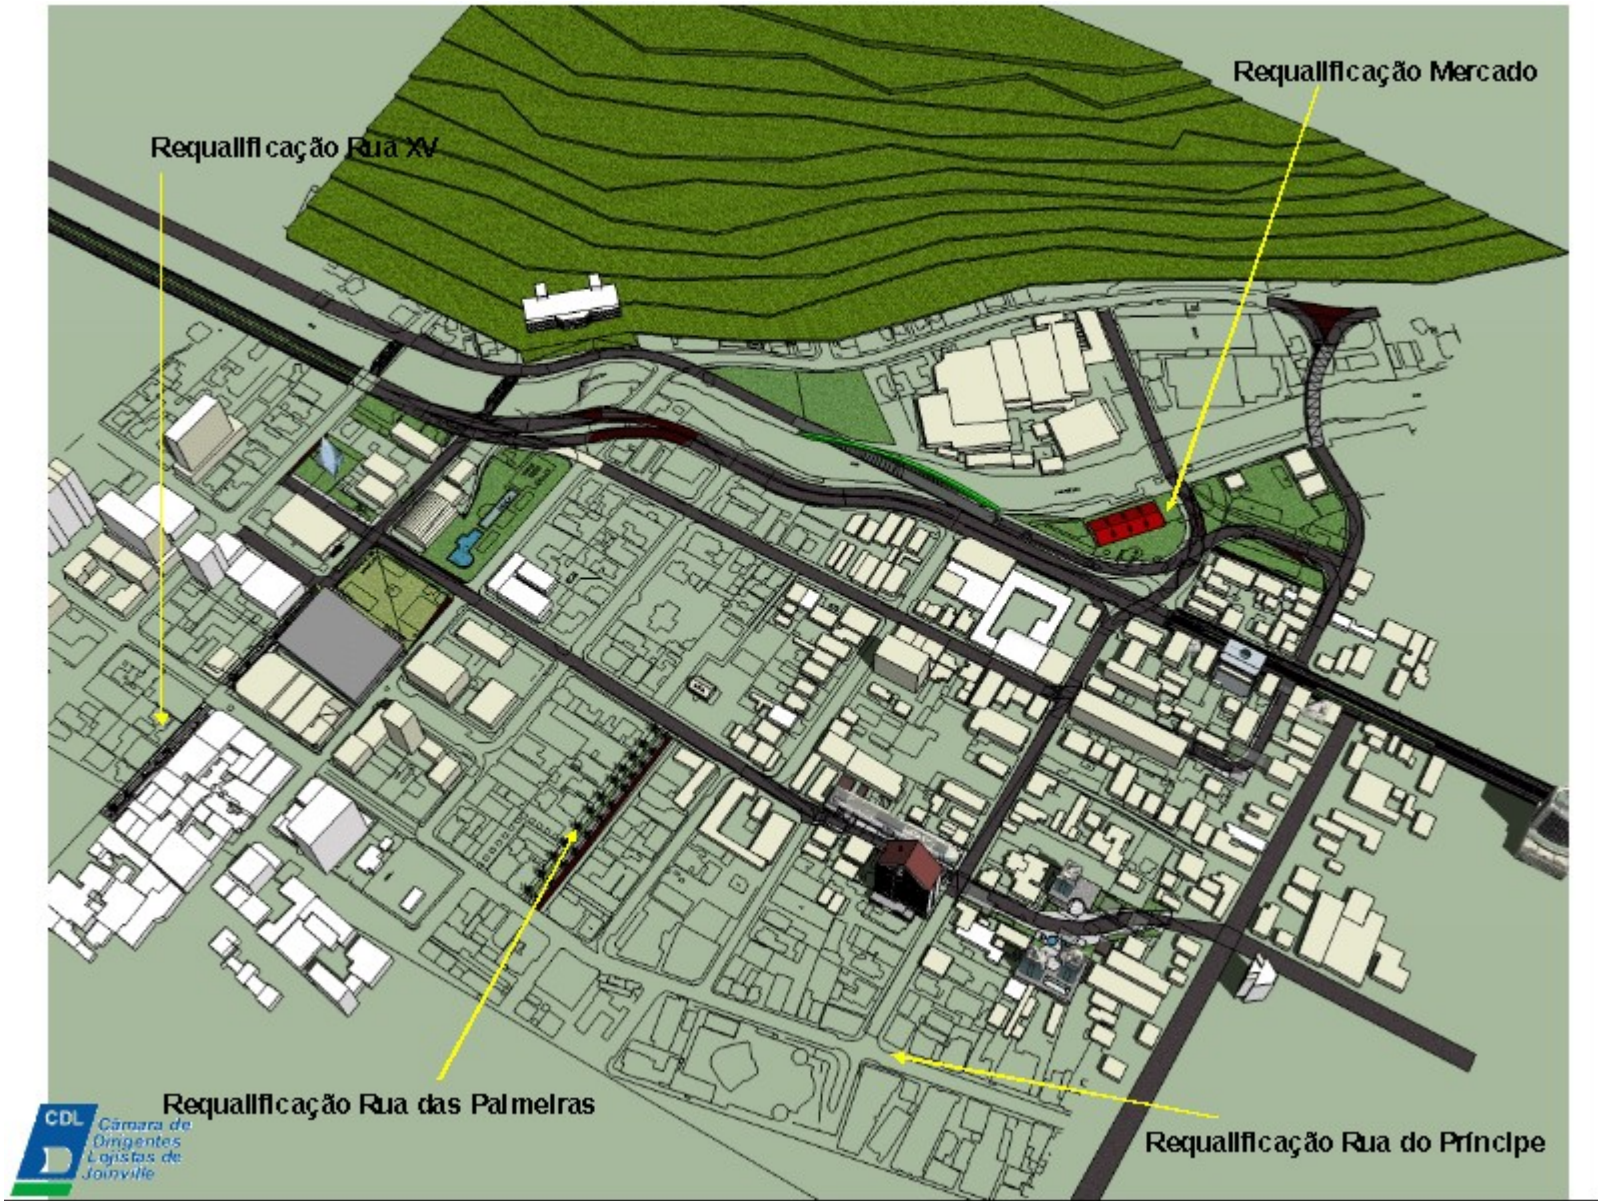 Requalificação Mercado
Requalificação Rua XV
Requalificação Rua das Palmeiras
Requalificação Rua do Príncipe
CDL
Câmara de
Dirigentes
Lojistas de
Joinville